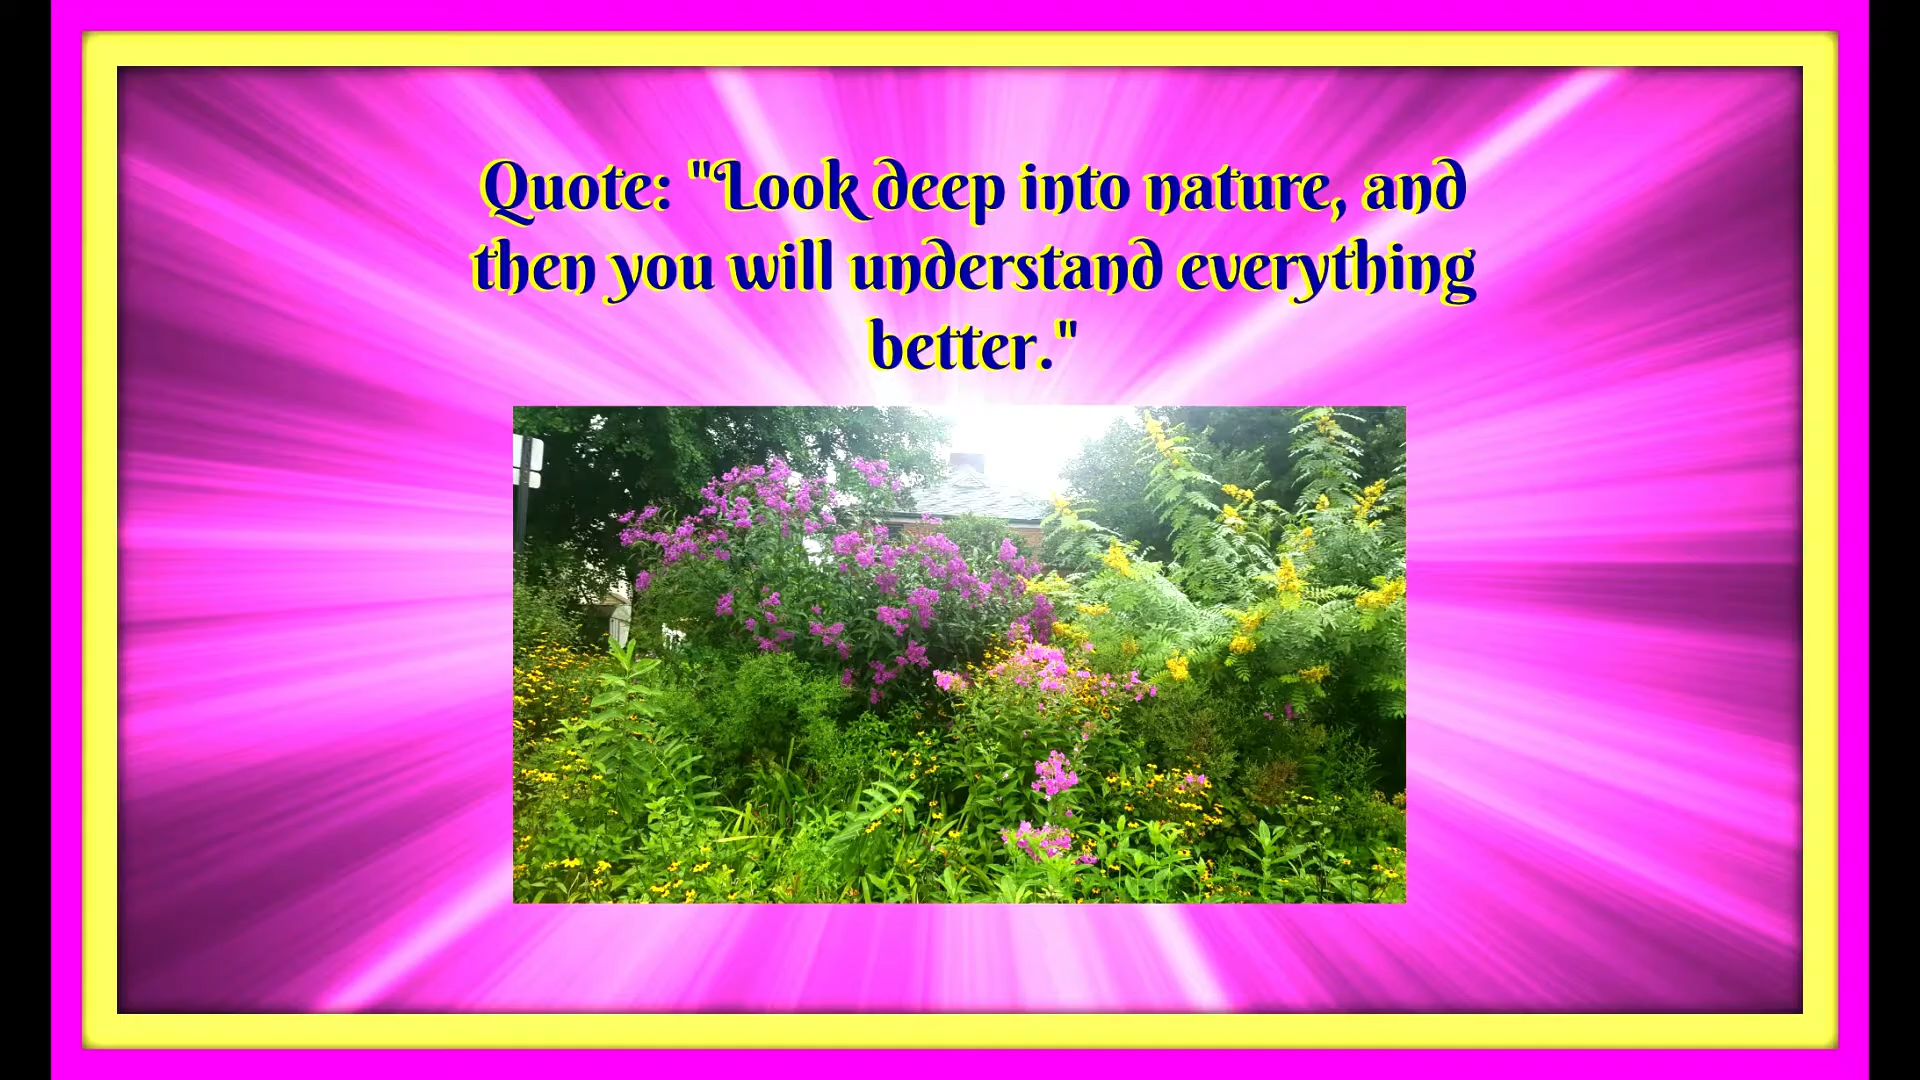 Quote: "Look deep into nature, and
then you will understand everything
better."